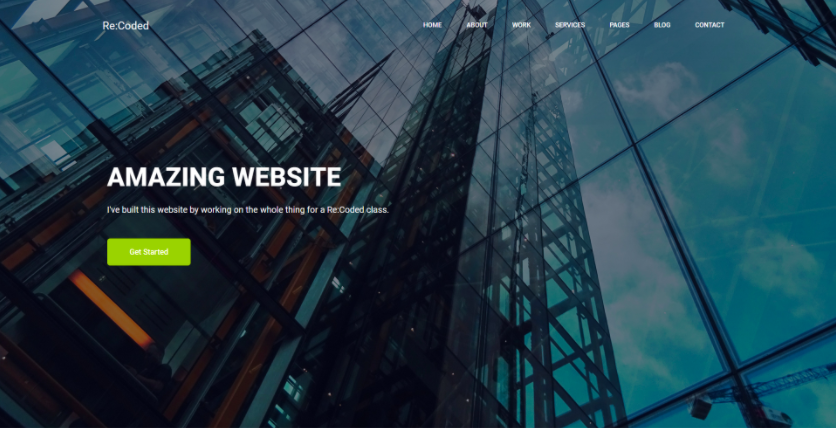 Re:Coded
HOME ABOUT WORK SERVICES PAGES BLOG CONTACT
AMAZING WEBSITE
I've built this website by working on the whole thing for a Re:Coded class.
Get Started